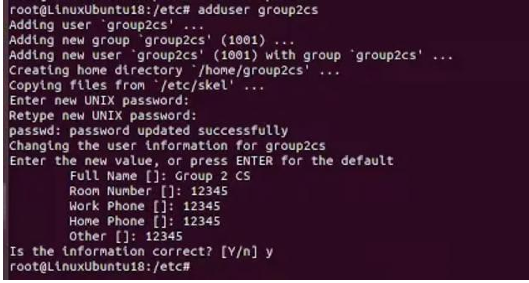 root@LinuxUbuntu18:/etc# adduser group2cs
Adding user `group2cs' ...
Adding new group `group2cs' (1001) ...
Adding new user `group2cs' (1001) with group `group2cs' ...
Creating home directory `/home/group2cs' ...
Copying files from `/etc/skel' ...
Enter new UNIX password:
Retype new UNIX password:
passwd: password updated successfully
Changing the user information for group2cs
Enter the new value, or press ENTER for the default
Full Name []: Group 2 CS
Room Number []: 12345
Work Phone []: 12345
Home Phone []: 12345
Other []: 12345
Is the information correct? [Y/n] y
root@LinuxUbuntu18:/etc#